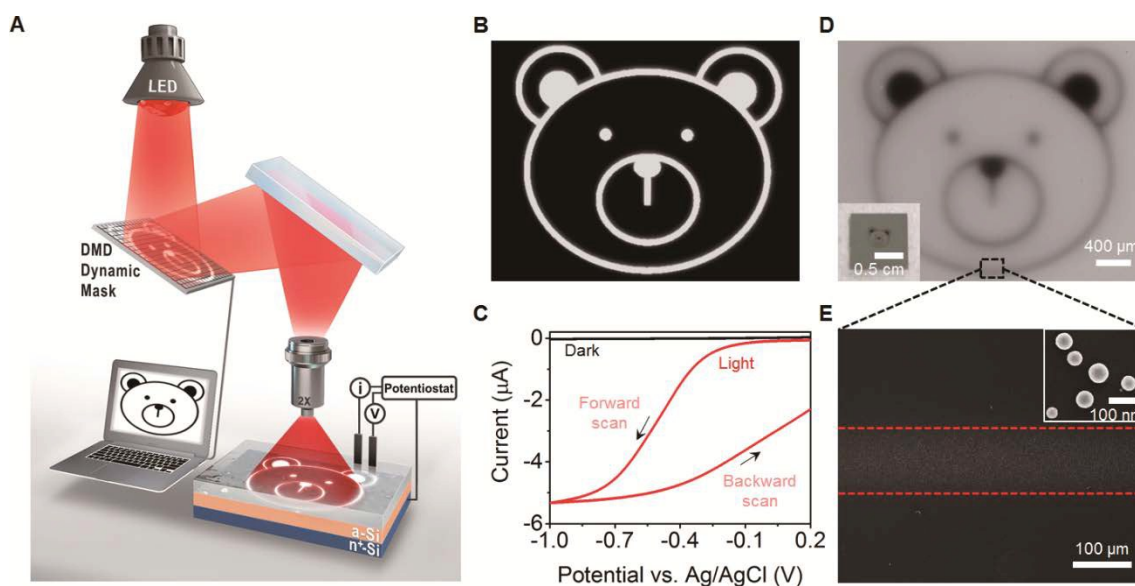 A
LED
DMD
Dynamic
Mask
2X
i
V
Potentiostat
a-Si
n⁺-Si
B
C
0
-2
-4
-6
Current (μA)
Dark
Light
Forward
scan
Backward
scan
-1.0
-0.7
-0.4
-0.1
0.2
Potential vs. Ag/AgCl (V)
D
0.5 cm
400 μm
E
100 nm
100 μm